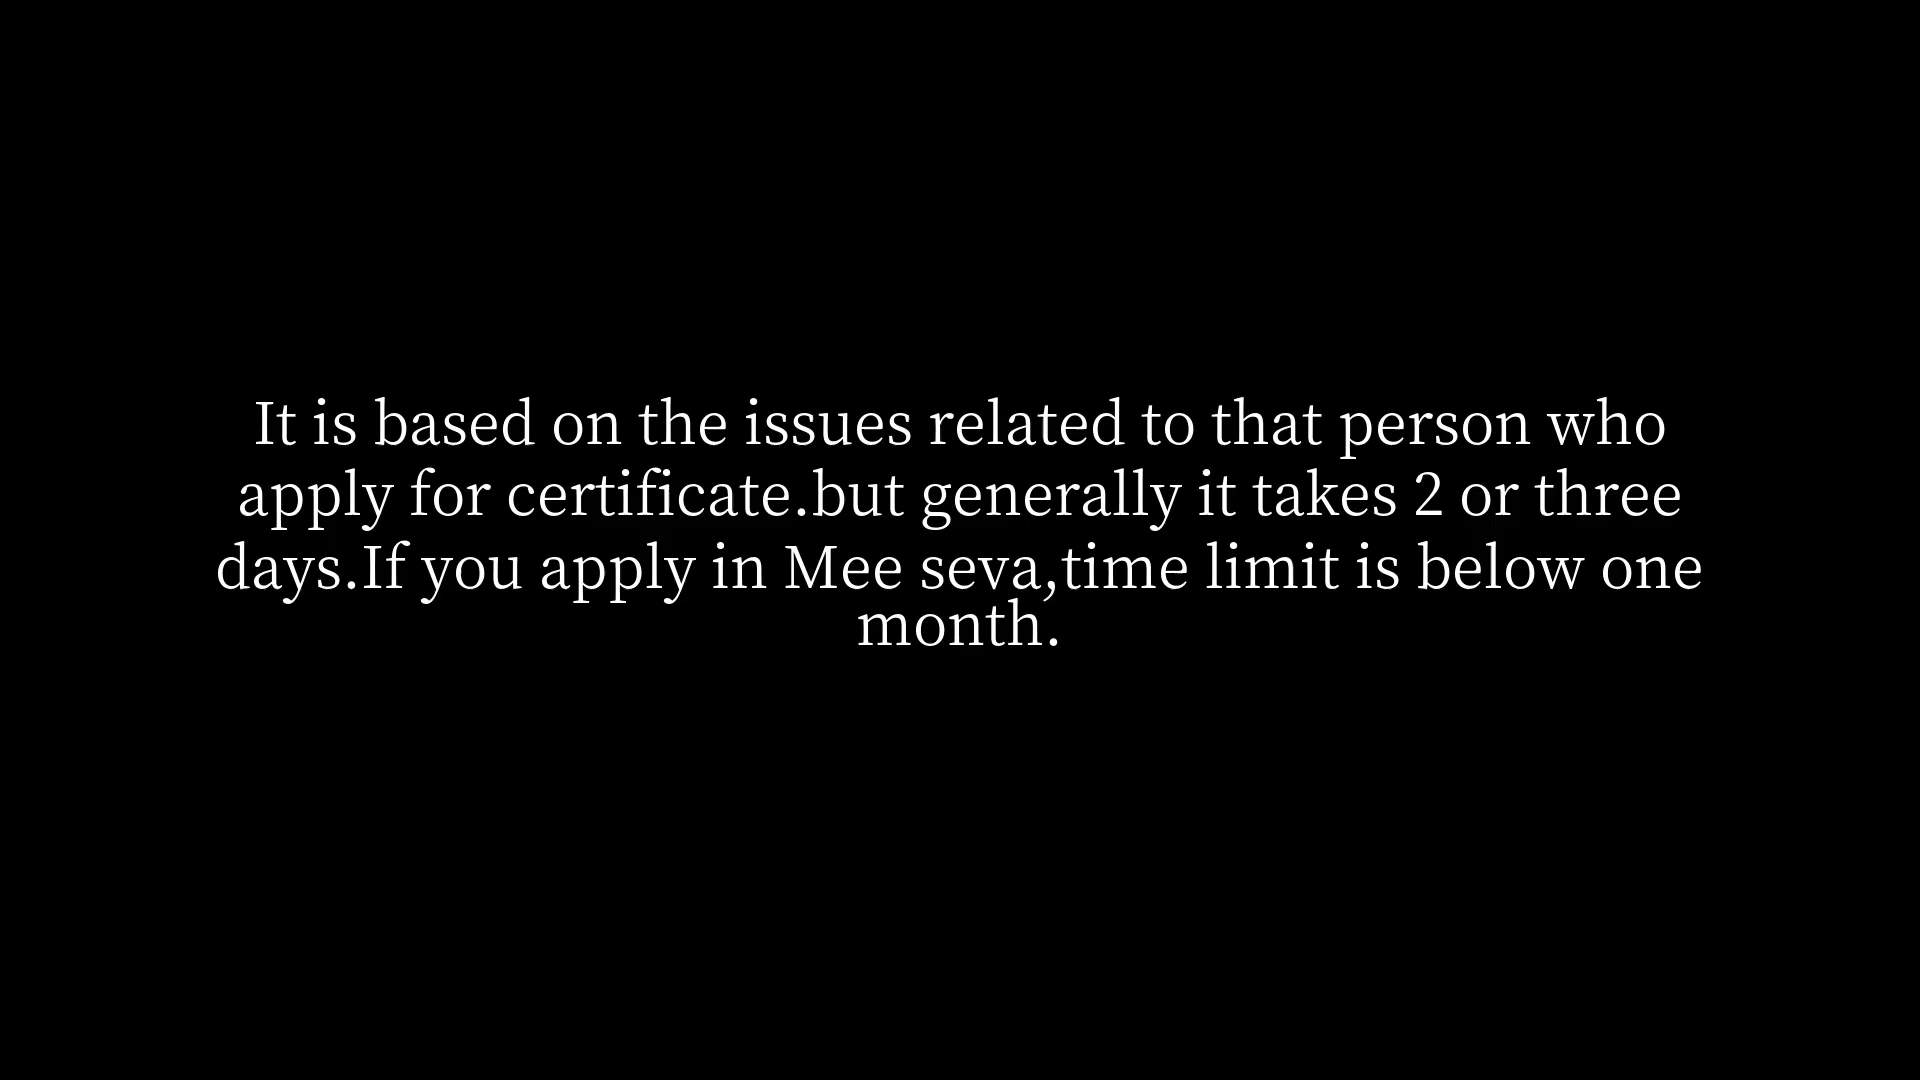 It is based on the issues related to that person who
apply for certificate.but generally it takes 2 or three
days.If you apply in Mee seva,time limit is below one
month.